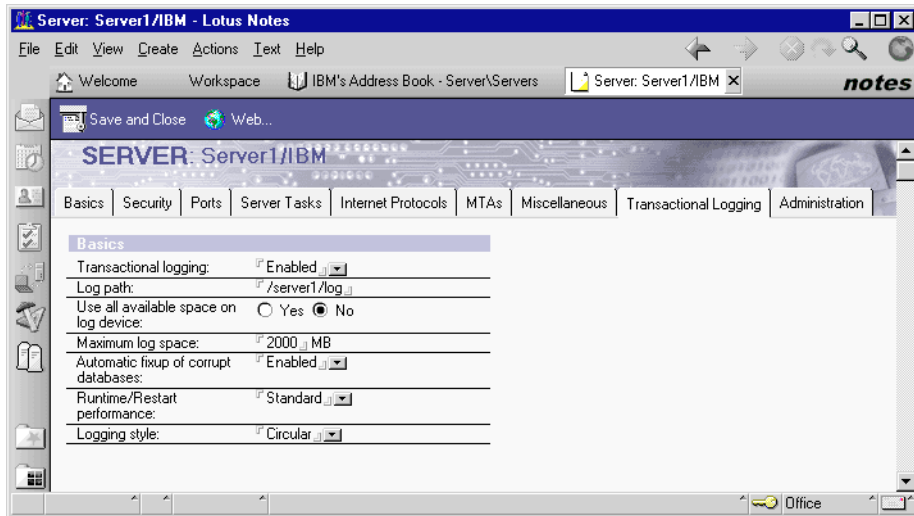 Server: Server1/IBM - Lotus Notes
File Edit View Create Actions Text Help
Welcome Workspace IBM's Address Book - Server\Servers Server: Server1/IBM notes
Save and Close Web...
SERVER: Server1/IBM
Basics Security Ports Server Tasks Internet Protocols MTAs Miscellaneous Transactional Logging Administration
Basics
Transactional logging: Enabled
Log path: /server1/log
Use all available space on Yes No
log device:
Maximum log space: 2000 MB
Automatic fixup of corrupt Enabled
databases:
Runtime/Restart Standard
performance:
Logging style: Circular
Office